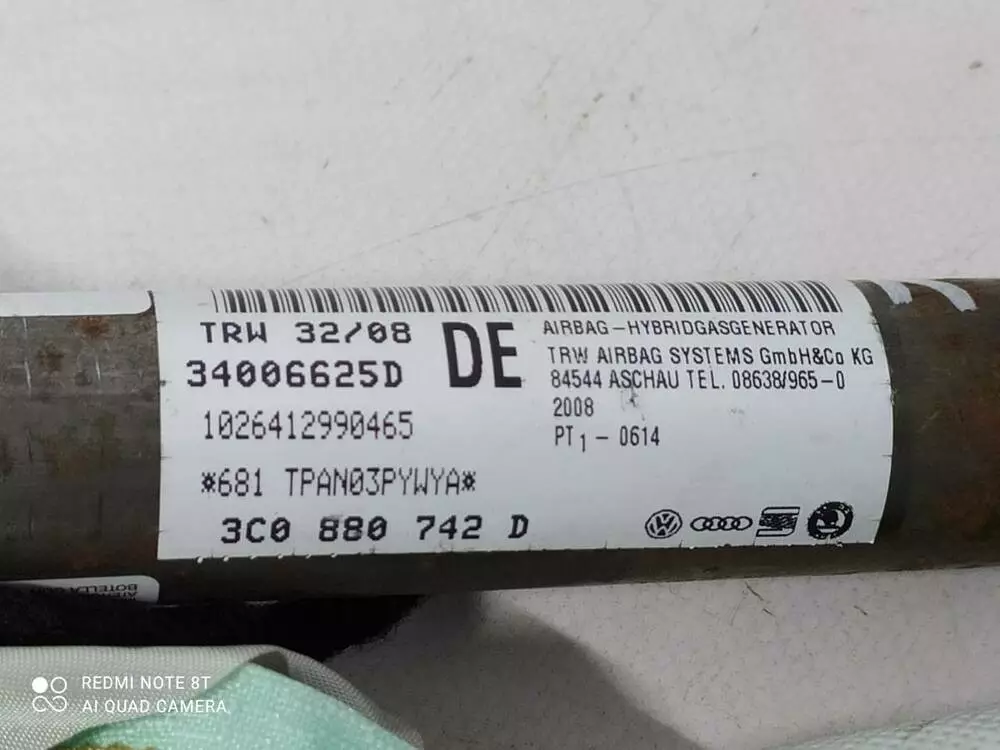 TRW 32/08
34006625D
1026412990465
*681 TPAN03PYWYA*
3C0 880 742 D
DE
AIRBAG-HYBRIDGASGENERATOR
TRW AIRBAG SYSTEMS GmbH&Co KG
84544 ASCHAU TEL. 08638/965-0
2008
PT1-0614
BOTELLA
REDMI NOTE 8T
AI QUAD CAMERA